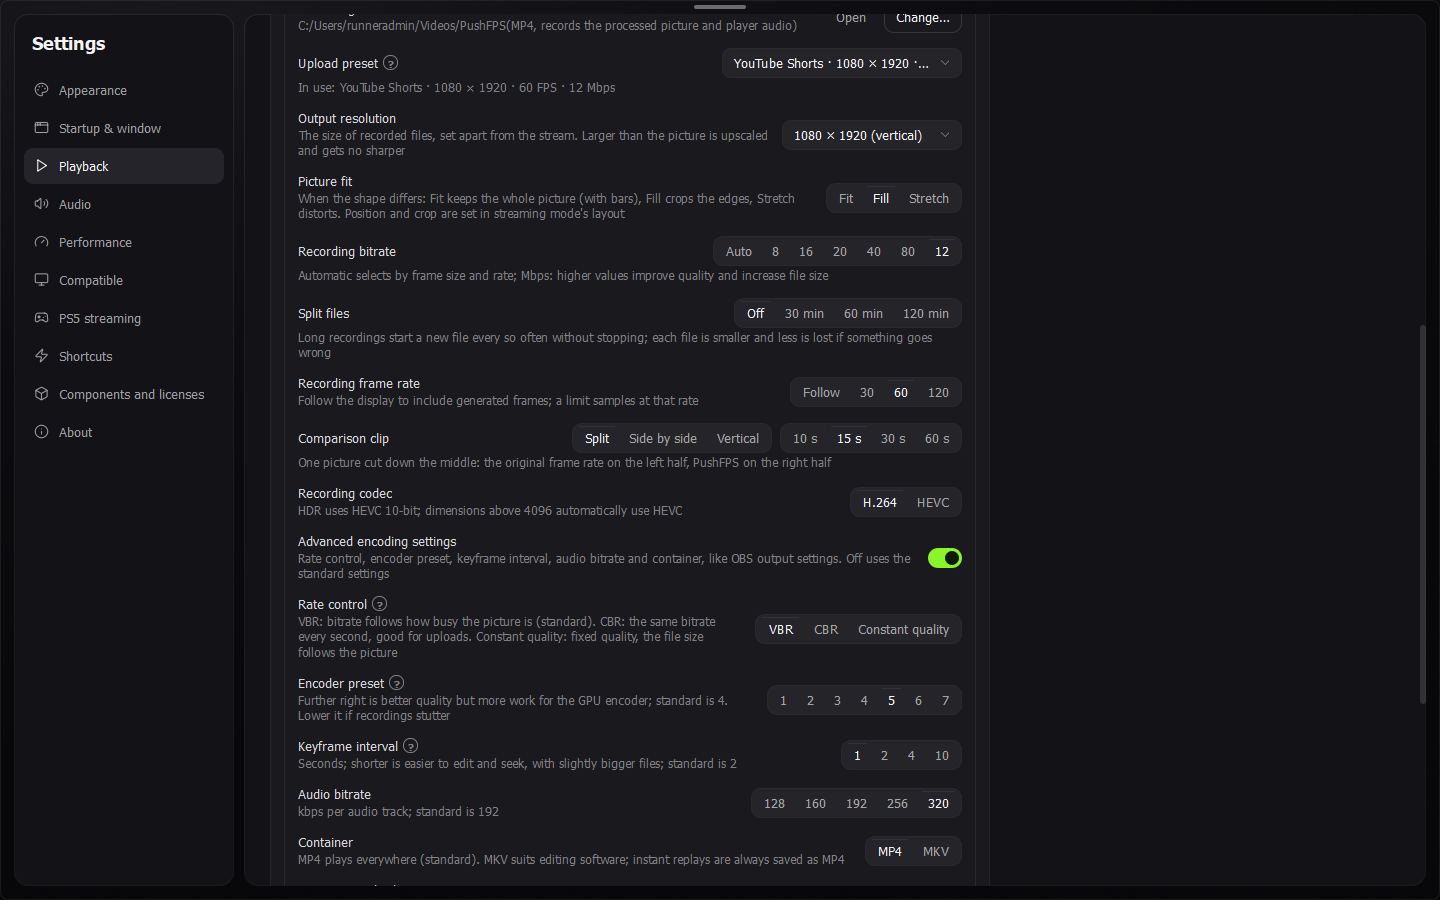 Settings
Appearance
Startup & window
Playback
Audio
Performance
Compatible
PS5 streaming
Shortcuts
Components and licenses
About
C:/Users/runneradmin/Videos/PushFPS(MP4, records the processed picture and player audio)
Open
Change...
Upload preset ?
YouTube Shorts · 1080 × 1920 ·...
In use: YouTube Shorts · 1080 × 1920 · 60 FPS · 12 Mbps
Output resolution
The size of recorded files, set apart from the stream. Larger than the picture is upscaled
and gets no sharper
1080 × 1920 (vertical)
Picture fit
When the shape differs: Fit keeps the whole picture (with bars), Fill crops the edges, Stretch
distorts. Position and crop are set in streaming mode's layout
Fit Fill Stretch
Recording bitrate
Auto 8 16 20 40 80 12
Automatic selects by frame size and rate; Mbps: higher values improve quality and increase file size
Split files
Off 30 min 60 min 120 min
Long recordings start a new file every so often without stopping; each file is smaller and less is lost if something goes
wrong
Recording frame rate
Follow the display to include generated frames; a limit samples at that rate
Follow 30 60 120
Comparison clip
Split Side by side Vertical
10 s 15 s 30 s 60 s
One picture cut down the middle: the original frame rate on the left half, PushFPS on the right half
Recording codec
HDR uses HEVC 10-bit; dimensions above 4096 automatically use HEVC
H.264 HEVC
Advanced encoding settings
Rate control, encoder preset, keyframe interval, audio bitrate and container, like OBS output settings. Off uses the
standard settings
Rate control ?
VBR: bitrate follows how busy the picture is (standard). CBR: the same bitrate
every second, good for uploads. Constant quality: fixed quality, the file size
follows the picture
VBR CBR Constant quality
Encoder preset ?
Further right is better quality but more work for the GPU encoder; standard is 4.
Lower it if recordings stutter
1 2 3 4 5 6 7
Keyframe interval ?
Seconds; shorter is easier to edit and seek, with slightly bigger files; standard is 2
1 2 4 10
Audio bitrate
kbps per audio track; standard is 192
128 160 192 256 320
Container
MP4 plays everywhere (standard). MKV suits editing software; instant replays are always saved as MP4
MP4 MKV